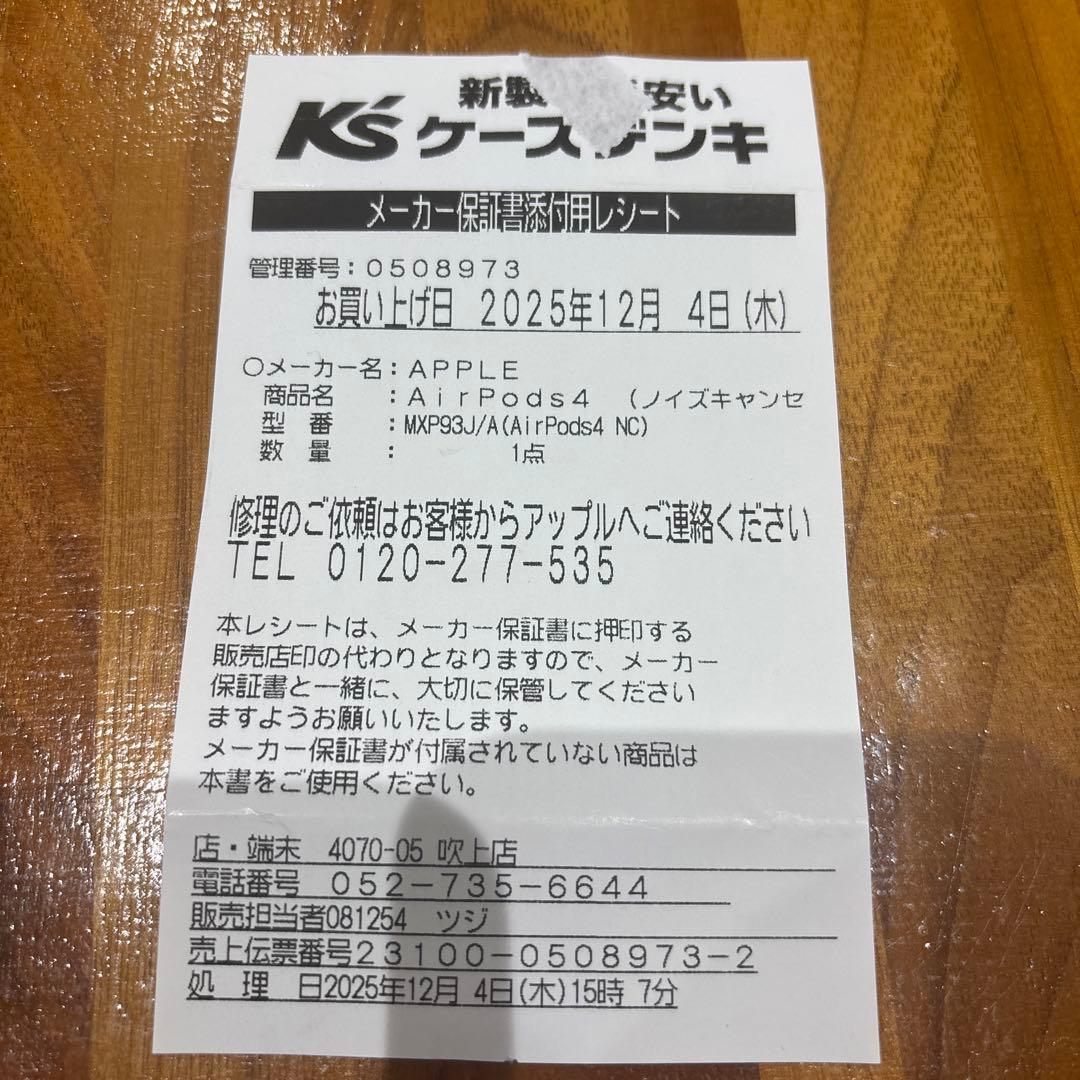 新製 安い
K's ケーズデンキ
メーカー保証書添付用レシート
管理番号：0508973
お買い上げ日 2025年12月 4日(木)
○メーカー名：APPLE
商品名 ：AirPods4 (ノイズキャンセ
型 番 ：MXP93J/A(AirPods4 NC)
数 量 ： 1点
修理のご依頼はお客様からアップルへご連絡ください
TEL 0120-277-535
本レシートは、メーカー保証書に押印する
販売店印の代わりとなりますので、メーカー
保証書と一緒に、大切に保管してください
ますようお願いいたします。
メーカー保証書が付属されていない商品は
本書をご使用ください。
店・端末 4070-05 吹上店
電話番号 052-735-6644
販売担当者081254 ツジ
売上伝票番号23100-0508973-2
処 理 日2025年12月 4日(木)15時 7分